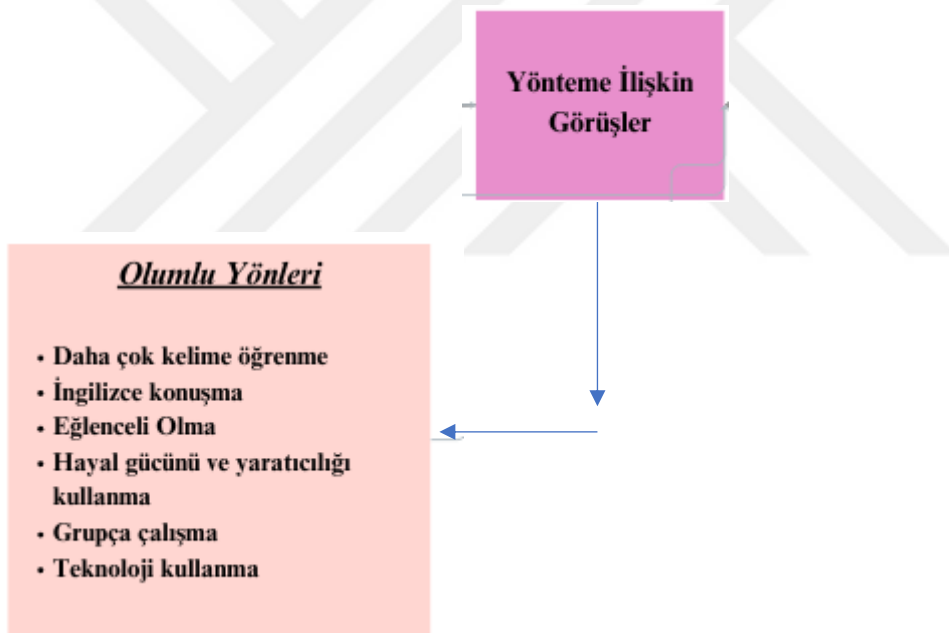 Yönteme İlişkin
Görüşler
Olumlu Yönleri
• Daha çok kelime öğrenme
• İngilizce konuşma
• Eğlenceli Olma
• Hayal gücünü ve yaratıcılığı
kullanma
• Grupça çalışma
• Teknoloji kullanma